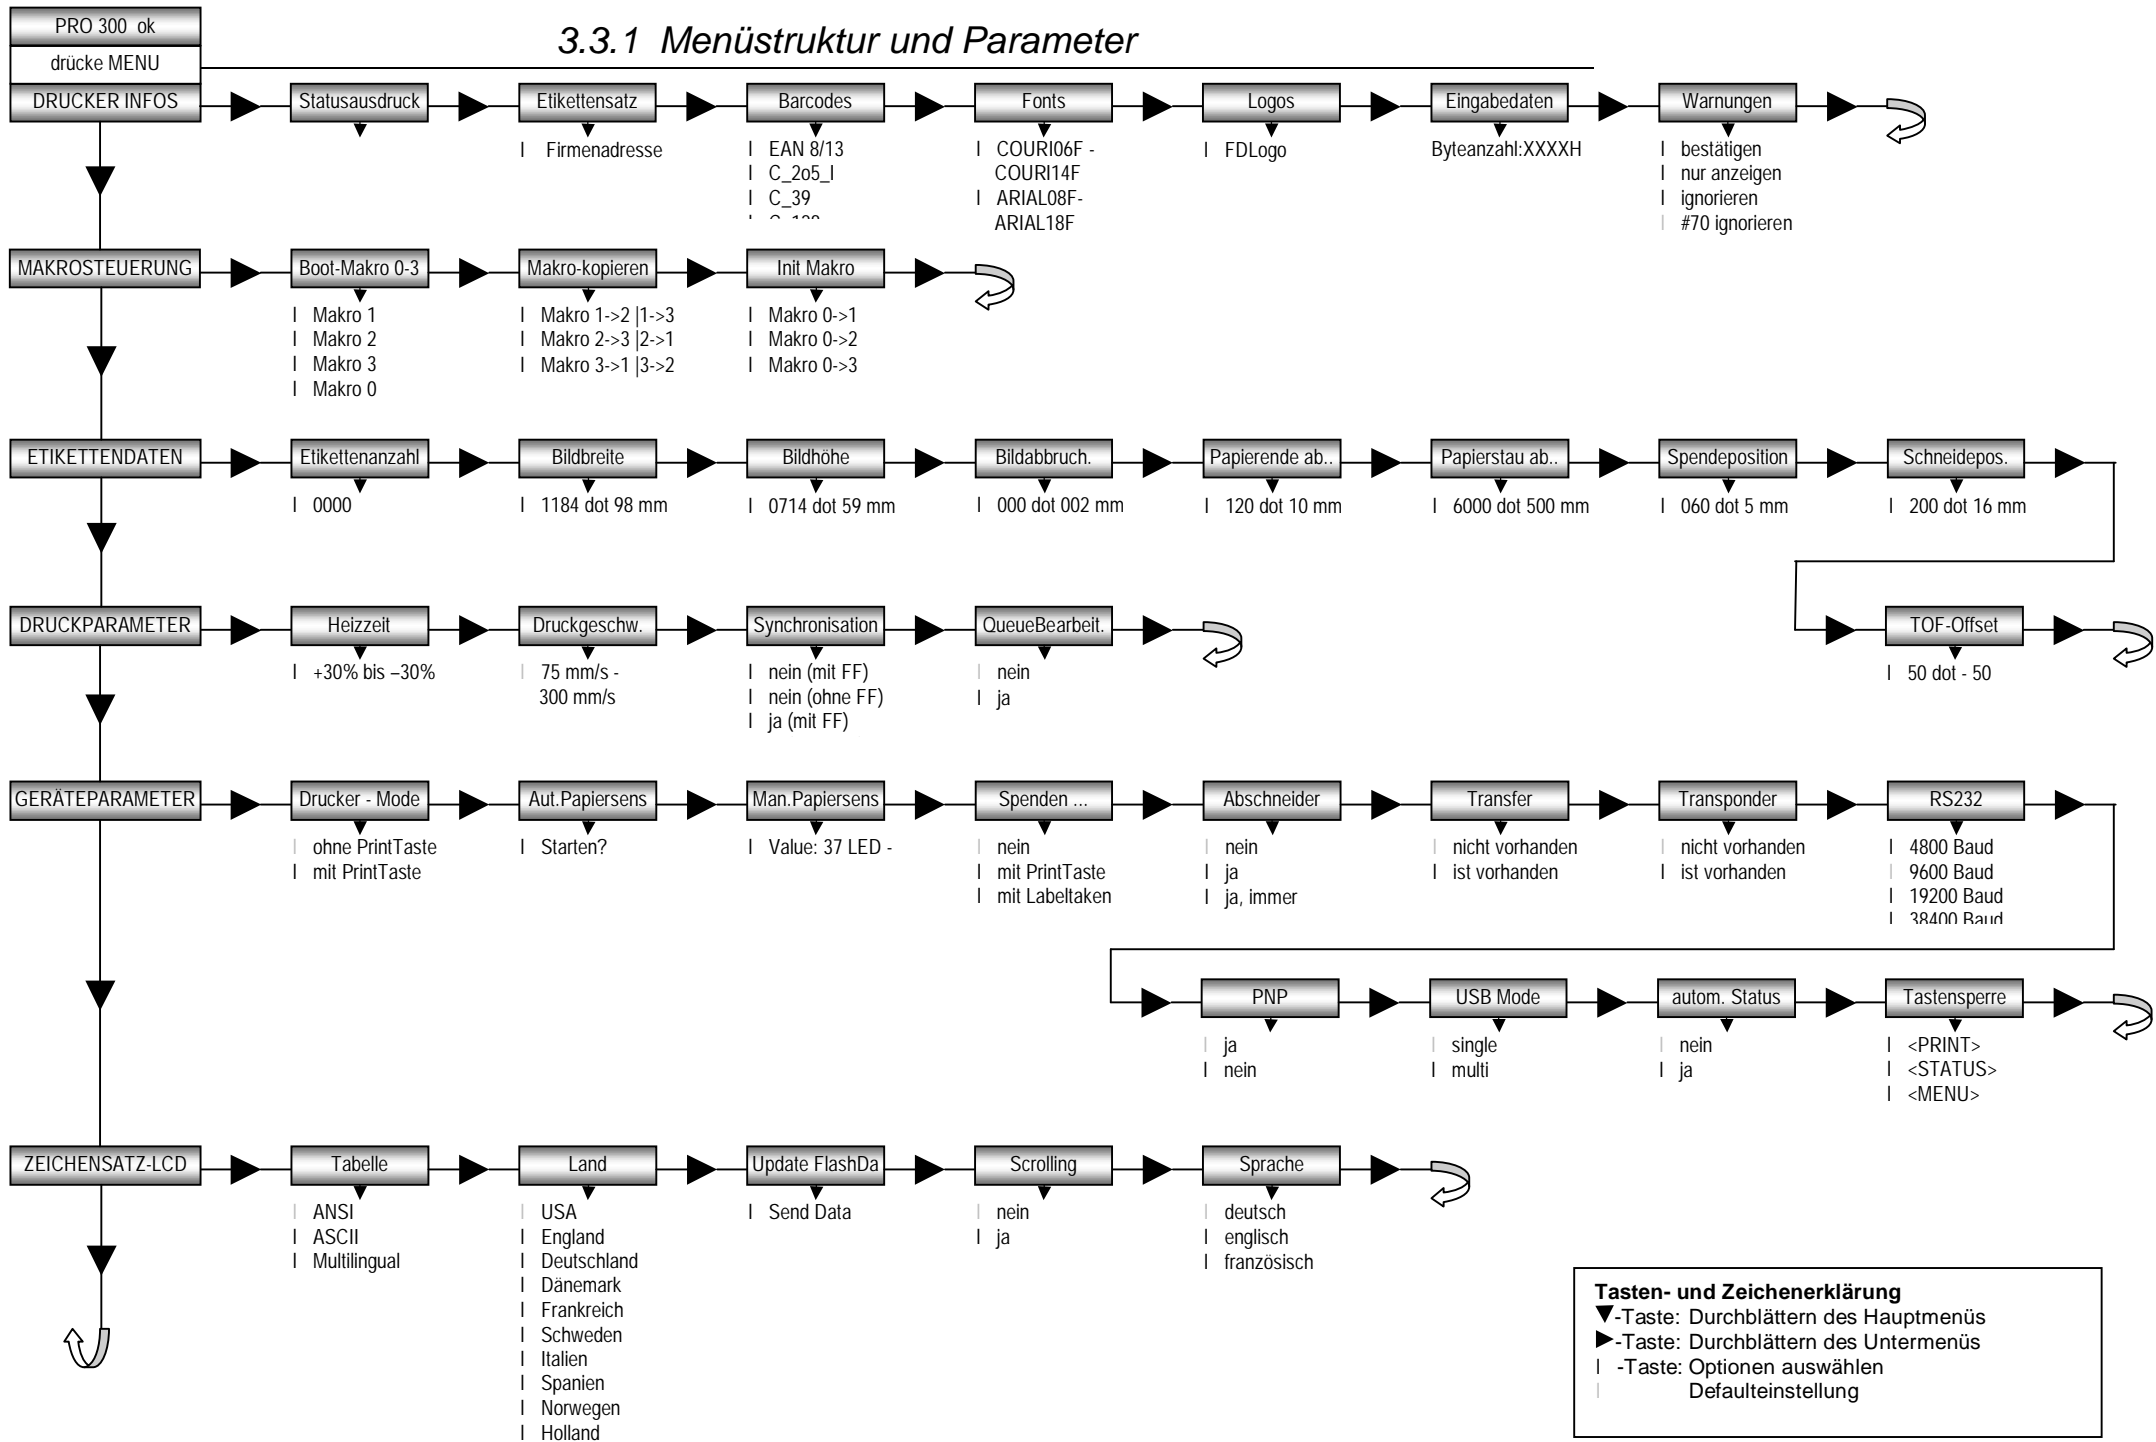 PRO 300 ok
drücke MENU
3.3.1 Menüstruktur und Parameter
DRUCKER INFOS
Statusausdruck
Etikettensatz
| Firmenadresse
Barcodes
| EAN 8/13
| C_2o5_I
| C_39
Fonts
| COURI06F -
COURI14F
| ARIAL08F-
ARIAL18F
Logos
| FDLogo
Eingabedaten
Byteanzahl:XXXXH
Warnungen
| bestätigen
| nur anzeigen
| ignorieren
| #70 ignorieren
MAKROSTEUERUNG
Boot-Makro 0-3
| Makro 1
| Makro 2
| Makro 3
| Makro 0
Makro-kopieren
| Makro 1->2 |1->3
| Makro 2->3 |2->1
| Makro 3->1 |3->2
Init Makro
| Makro 0->1
| Makro 0->2
| Makro 0->3
ETIKETTENDATEN
Etikettenanzahl
| 0000
Bildbreite
| 1184 dot 98 mm
Bildhöhe
| 0714 dot 59 mm
Bildabbruch.
| 000 dot 002 mm
Papierende ab..
| 120 dot 10 mm
Papierstau ab..
| 6000 dot 500 mm
Spendeposition
| 060 dot 5 mm
Schneidepos.
| 200 dot 16 mm
TOF-Offset
| 50 dot - 50
DRUCKPARAMETER
Heizzeit
| +30% bis –30%
Druckgeschw.
| 75 mm/s -
300 mm/s
Synchronisation
| nein (mit FF)
| nein (ohne FF)
| ja (mit FF)
QueueBearbeit.
| nein
| ja
GERÄTEPARAMETER
Drucker - Mode
| ohne PrintTaste
| mit PrintTaste
Aut.Papiersens
| Starten?
Man.Papiersens
| Value: 37 LED -
Spenden ...
| nein
| mit PrintTaste
| mit Labeltaken
Abschneider
| nein
| ja
| ja, immer
Transfer
| nicht vorhanden
| ist vorhanden
Transponder
| nicht vorhanden
| ist vorhanden
RS232
| 4800 Baud
| 9600 Baud
| 19200 Baud
| 38400 Baud
PNP
| ja
| nein
USB Mode
| single
| multi
autom. Status
| nein
| ja
Tastensperre
| <PRINT>
| <STATUS>
| <MENU>
ZEICHENSATZ-LCD
Tabelle
| ANSI
| ASCII
| Multilingual
Land
| USA
| England
| Deutschland
| Dänemark
| Frankreich
| Schweden
| Italien
| Spanien
| Norwegen
| Holland
Update FlashDa
| Send Data
Scrolling
| nein
| ja
Sprache
| deutsch
| englisch
| französisch
Tasten- und Zeichenerklärung
▼-Taste: Durchblättern des Hauptmenüs
►-Taste: Durchblättern des Untermenüs
| -Taste: Optionen auswählen
| Defaulteinstellung